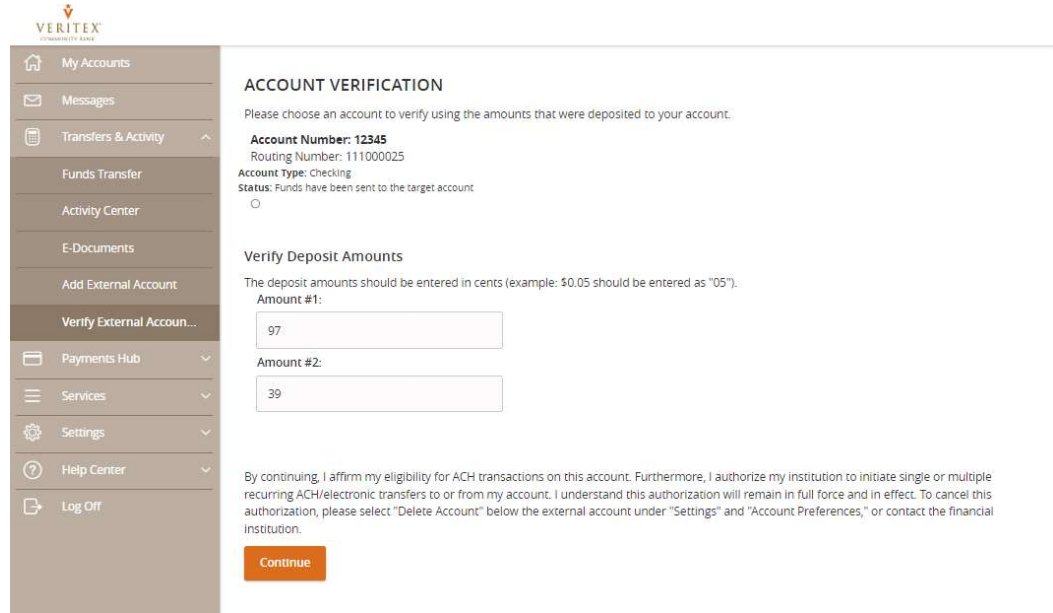 VERITEX
COMMUNITY BANK
My Accounts
Messages
Transfers & Activity
Funds Transfer
Activity Center
E-Documents
Add External Account
Verify External Accoun...
Payments Hub
Services
Settings
Help Center
Log Off
ACCOUNT VERIFICATION
Please choose an account to verify using the amounts that were deposited to your account.
Account Number: 12345
Routing Number: 111000025
Account Type: Checking
Status: Funds have been sent to the target account
Verify Deposit Amounts
The deposit amounts should be entered in cents (example: $0.05 should be entered as "05").
Amount #1:
97
Amount #2:
39
By continuing, I affirm my eligibility for ACH transactions on this account. Furthermore, I authorize my institution to initiate single or multiple
recurring ACH/electronic transfers to or from my account. I understand this authorization will remain in full force and in effect. To cancel this
authorization, please select "Delete Account" below the external account under "Settings" and "Account Preferences," or contact the financial
institution.
Continue